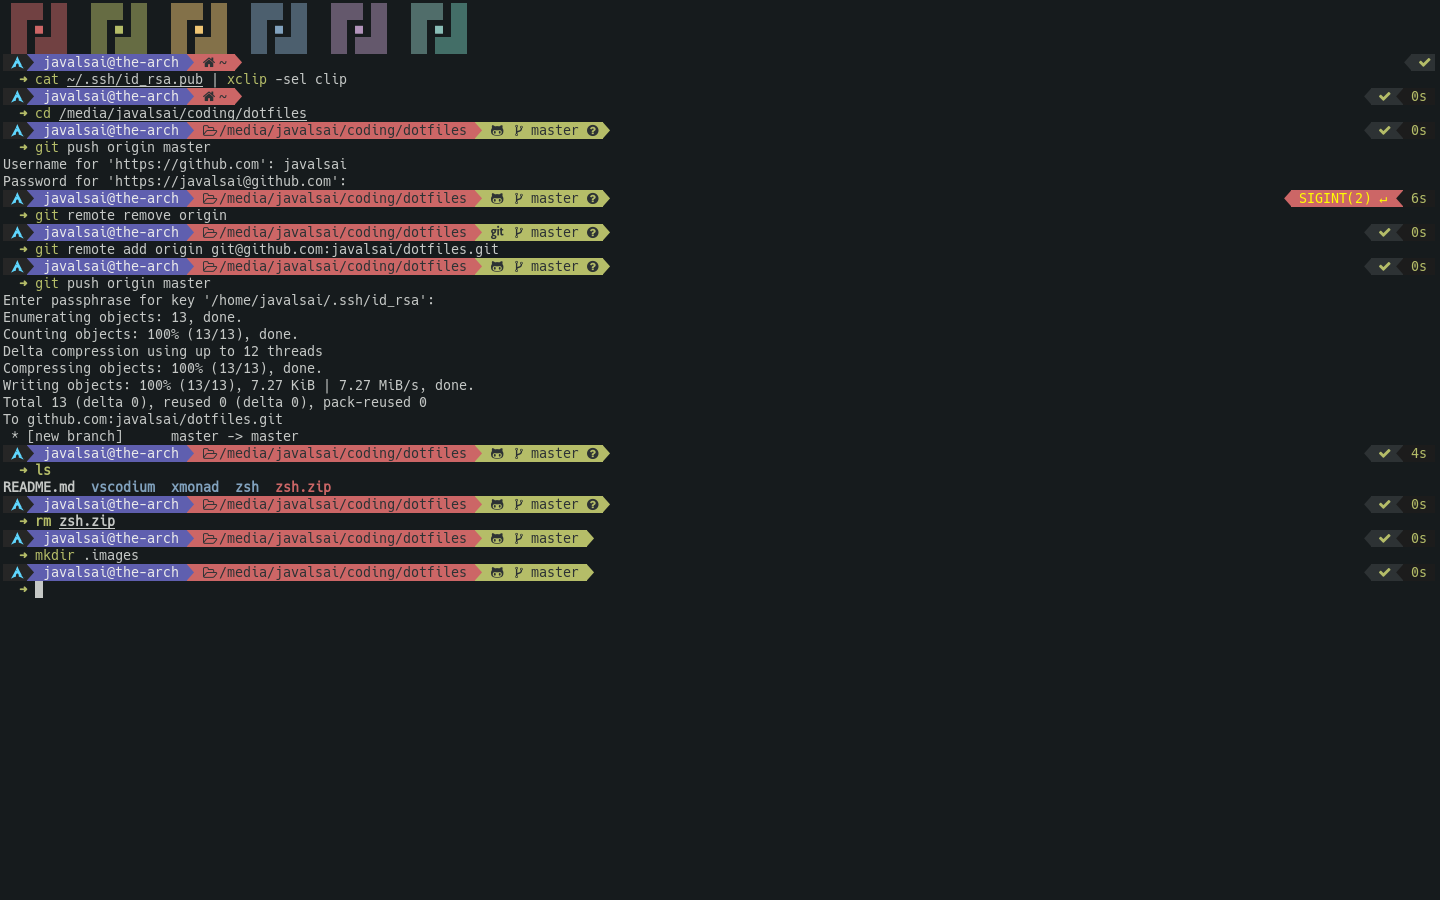 javalsai@the-arch ~
➜ cat ~/.ssh/id_rsa.pub | xclip -sel clip
javalsai@the-arch ~ 0s
➜ cd /media/javalsai/coding/dotfiles
javalsai@the-arch /media/javalsai/coding/dotfiles master ? 0s
➜ git push origin master
Username for 'https://github.com': javalsai
Password for 'https://javalsai@github.com':
javalsai@the-arch /media/javalsai/coding/dotfiles master ? SIGINT(2) ↵ 6s
➜ git remote remove origin
javalsai@the-arch /media/javalsai/coding/dotfiles git master ? 0s
➜ git remote add origin git@github.com:javalsai/dotfiles.git
javalsai@the-arch /media/javalsai/coding/dotfiles master ? 0s
➜ git push origin master
Enter passphrase for key '/home/javalsai/.ssh/id_rsa':
Enumerating objects: 13, done.
Counting objects: 100% (13/13), done.
Delta compression using up to 12 threads
Compressing objects: 100% (13/13), done.
Writing objects: 100% (13/13), 7.27 KiB | 7.27 MiB/s, done.
Total 13 (delta 0), reused 0 (delta 0), pack-reused 0
To github.com:javalsai/dotfiles.git
* [new branch] master -> master
javalsai@the-arch /media/javalsai/coding/dotfiles master ? 4s
➜ ls
README.md vscodium xmonad zsh zsh.zip
javalsai@the-arch /media/javalsai/coding/dotfiles master ? 0s
➜ rm zsh.zip
javalsai@the-arch /media/javalsai/coding/dotfiles master 0s
➜ mkdir .images
javalsai@the-arch /media/javalsai/coding/dotfiles master 0s
➜